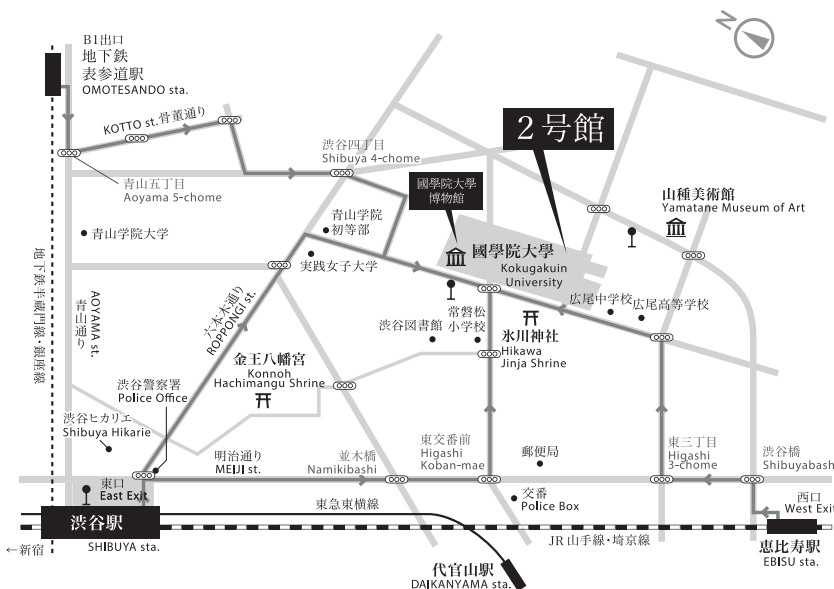 B1出口
地下鉄
表参道駅
OMOTESANDO sta.
N
KOTTO st. 骨董通り
渋谷四丁目
Shibuya 4-chome
2号館
國學院大學
博物館
山種美術館
Yamatane Museum of Art
青山五丁目
Aoyama 5-chome
青山学院
初等部
青山学院大学
國學院大學
Kokugakuin
University
実践女子大学
地下鉄半蔵門線・銀座線
AOYAMA st.
青山通り
六本木通り
ROPPONGI st.
広尾中学校
広尾高等学校
常磐松
小学校
渋谷図書館
氷川神社
Hikawa
Jinja Shrine
金王八幡宮
Konnoh
Hachimangu Shrine
渋谷警察署
Police Office
渋谷ヒカリエ
Shibuya Hikarie
明治通り
MEIJI st.
並木橋
Namikibashi
東交番前
Higashi
Koban-mae
郵便局
東三丁目
Higashi
3-chome
渋谷橋
Shibuyabash
東口
East Exit
交番
Police Box
西口
West Exit
東急東横線
渋谷駅
SHIBUYA sta.
←新宿
JR山手線・埼京線
恵比寿駅
EBISU sta.
代官山駅
DAIKANYAMA sta.